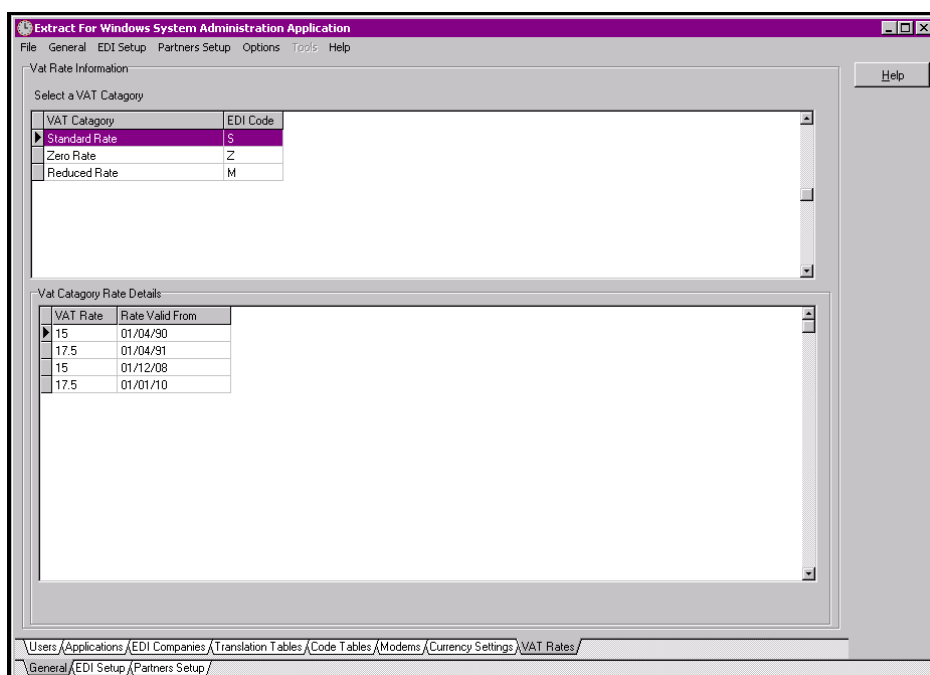 Extract For Windows System Administration Application
File General EDI Setup Partners Setup Options Tools Help
Vat Rate Information
Help
Select a VAT Catagory
VAT Catagory EDI Code
Standard Rate S
Zero Rate Z
Reduced Rate M
Vat Catagory Rate Details
VAT Rate Rate Valid From
15 01/04/90
17.5 01/04/91
15 01/12/08
17.5 01/01/10
Users Applications EDI Companies Translation Tables Code Tables Modems Currency Settings VAT Rates
General EDI Setup Partners Setup